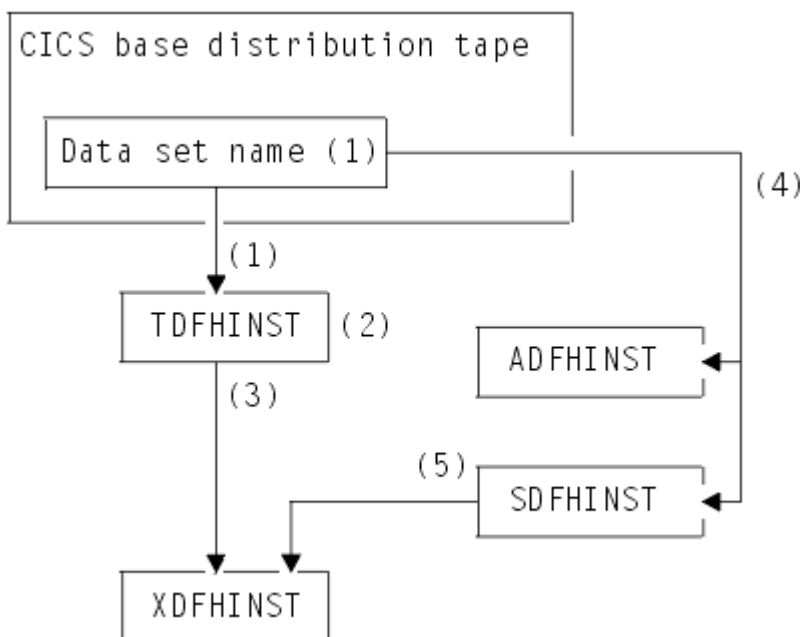 CICS base distribution tape
Data set name (1)
(4)
(1)
TDFHINST (2)
ADFHINST
(3)
(5)
SDFHINST
XDFHINST